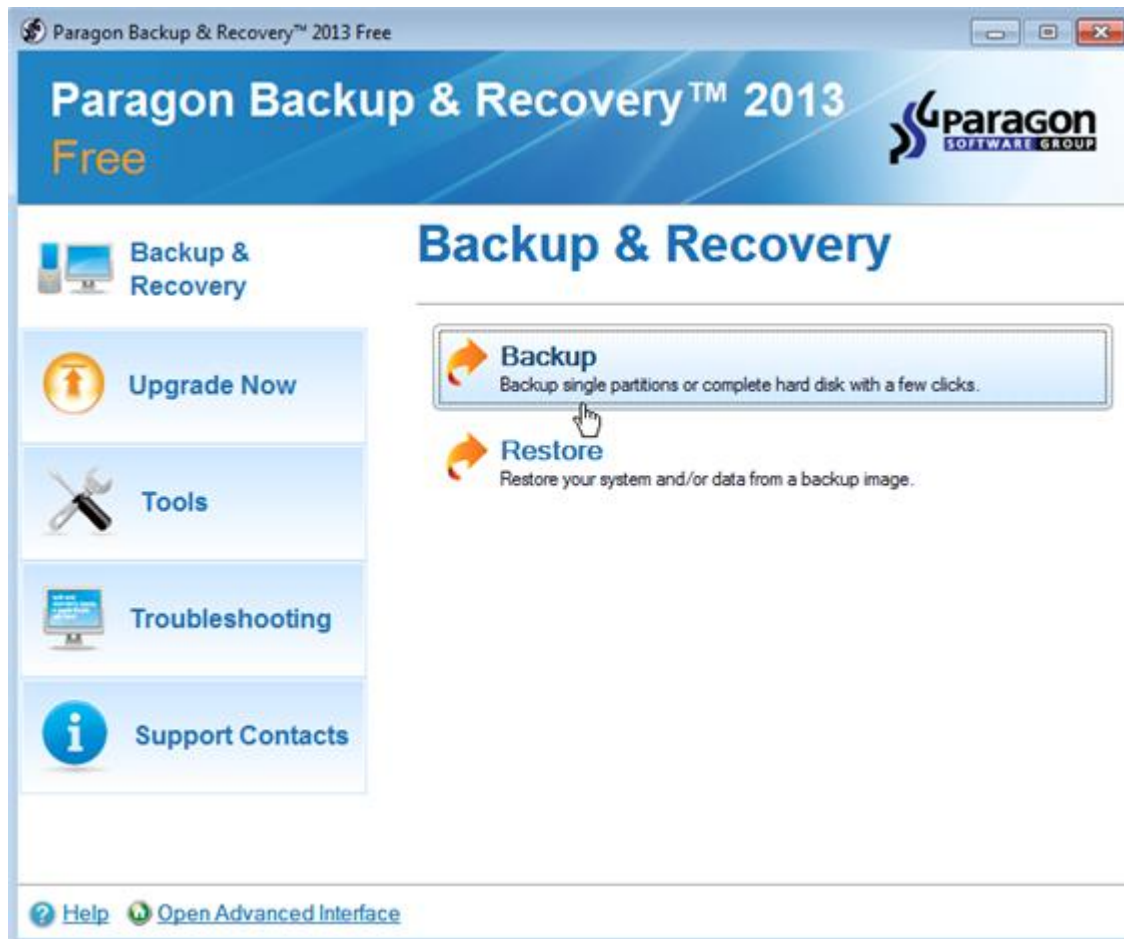 Paragon Backup & Recovery™ 2013 Free
Paragon Backup & Recovery™ 2013
Free
Paragon
SOFTWARE GROUP
Backup &
Recovery
Upgrade Now
Tools
Troubleshooting
Support Contacts
Backup & Recovery
Backup
Backup single partitions or complete hard disk with a few clicks.
Restore
Restore your system and/or data from a backup image.
Help
Open Advanced Interface